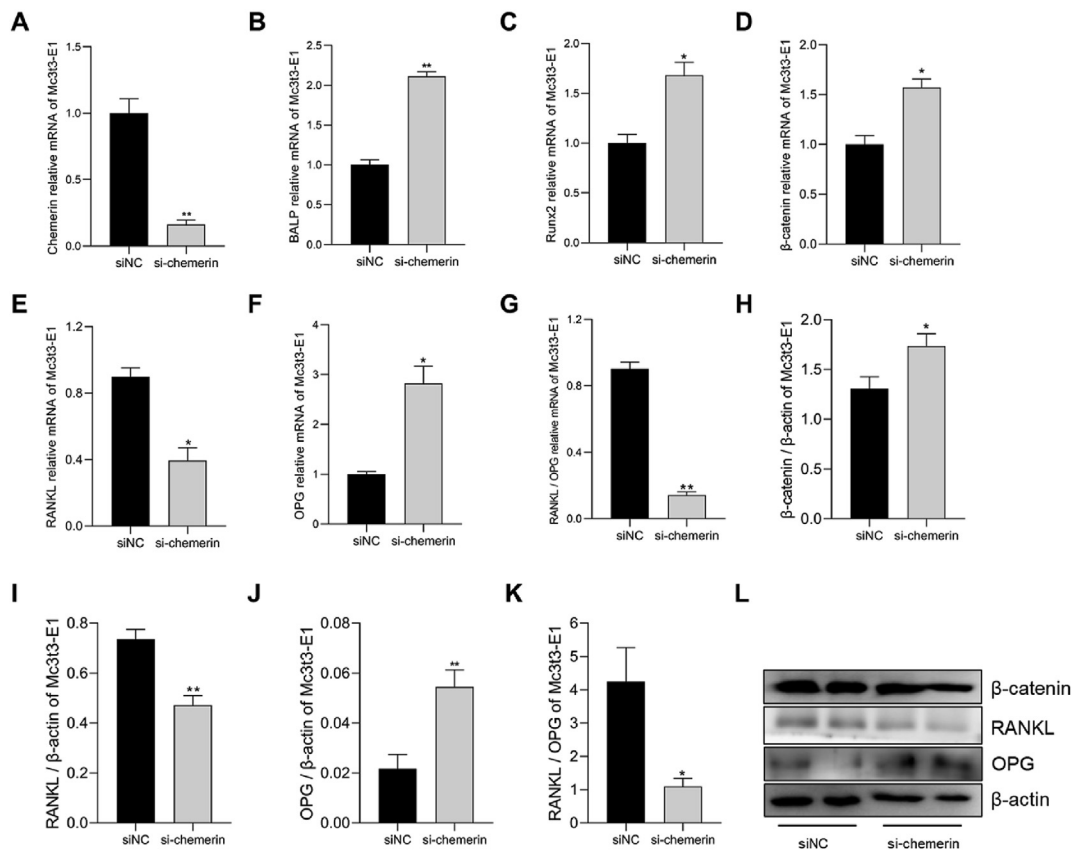 A
Chemerin relative mRNA of Mc3t3-E1
1.5
1.0
0.5
0.0
**
siNC si-chemerin
B
BALP relative mRNA of Mc3t3-E1
2.5
2.0
1.5
1.0
0.5
0.0
**
siNC si-chemerin
C
Runx2 relative mRNA of Mc3t3-E1
2.0
1.5
1.0
0.5
0.0
*
siNC si-chemerin
D
β-catenin relative mRNA of Mc3t3-E1
2.0
1.5
1.0
0.5
0.0
*
siNC si-chemerin
E
RANKL relative mRNA of Mc3t3-E1
1.2
0.8
0.4
0.0
*
siNC si-chemerin
F
OPG relative mRNA of Mc3t3-E1
4
3
2
1
0
*
siNC si-chemerin
G
RANKL / OPG relative mRNA of Mc3t3-E1
1.2
0.8
0.4
0.0
**
siNC si-chemerin
H
β-catenin / β-actin of Mc3t3-E1
2.0
1.5
1.0
1.5
0.0
*
siNC si-chemerin
I
RANKL / β-actin of Mc3t3-E1
0.8
0.6
0.4
0.2
0.0
**
siNC si-chemerin
J
OPG / β-actin of Mc3t3-E1
0.08
0.06
0.04
0.02
0.00
**
siNC si-chemerin
K
RANKL / OPG of Mc3t3-E1
6
5
4
3
2
1
0
*
siNC si-chemerin
L
β-catenin
RANKL
OPG
β-actin
siNC si-chemerin